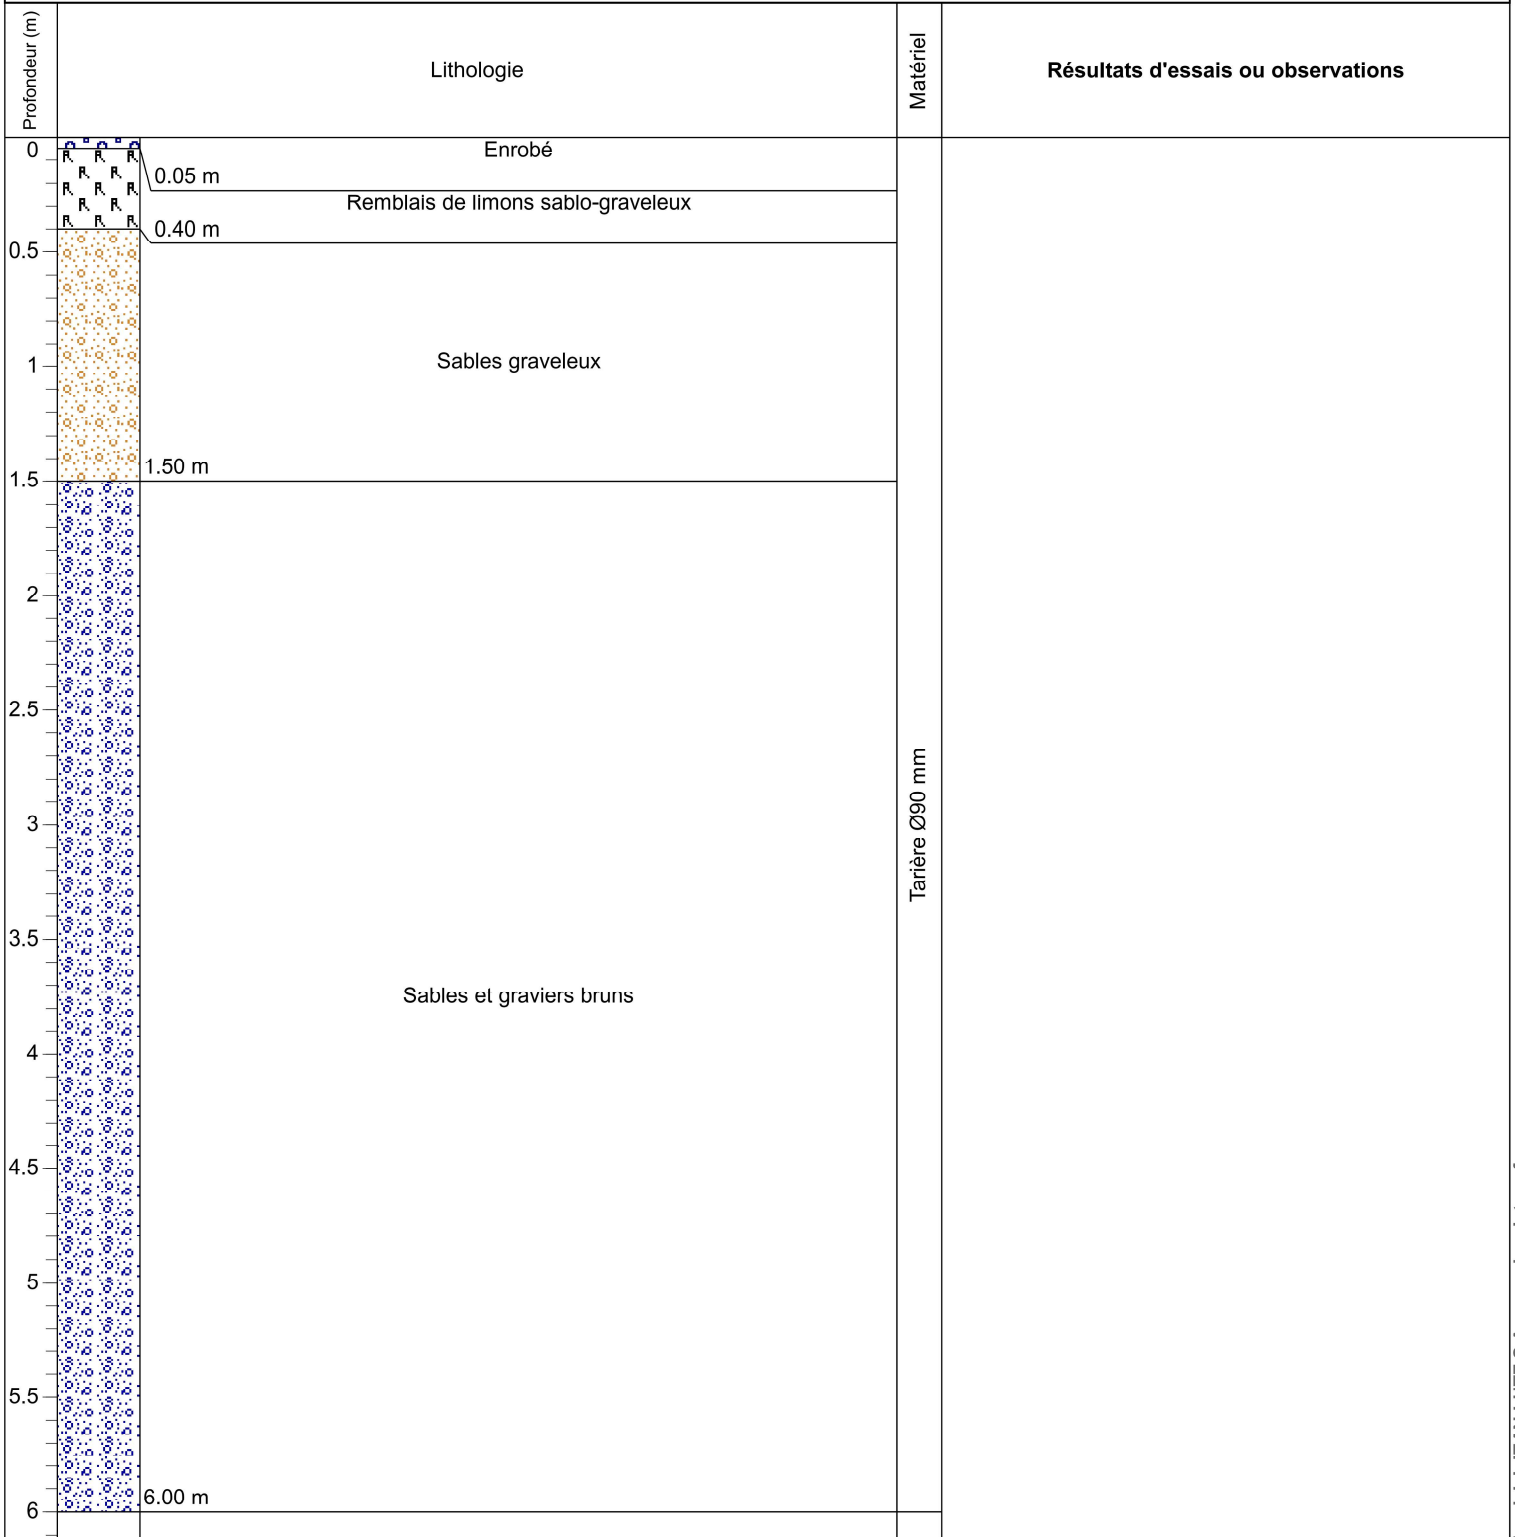 Profondeur (m)
Lithologie
Matériel
Résultats d'essais ou observations
0
Enrobé
0.05 m
Remblais de limons sablo-graveleux
0.40 m
0.5
Sables graveleux
1
1.50 m
1.5
2
2.5
Tarière Ø90 mm
3
3.5
Sables et graviers bruns
4
4.5
5
5.5
6.00 m
6